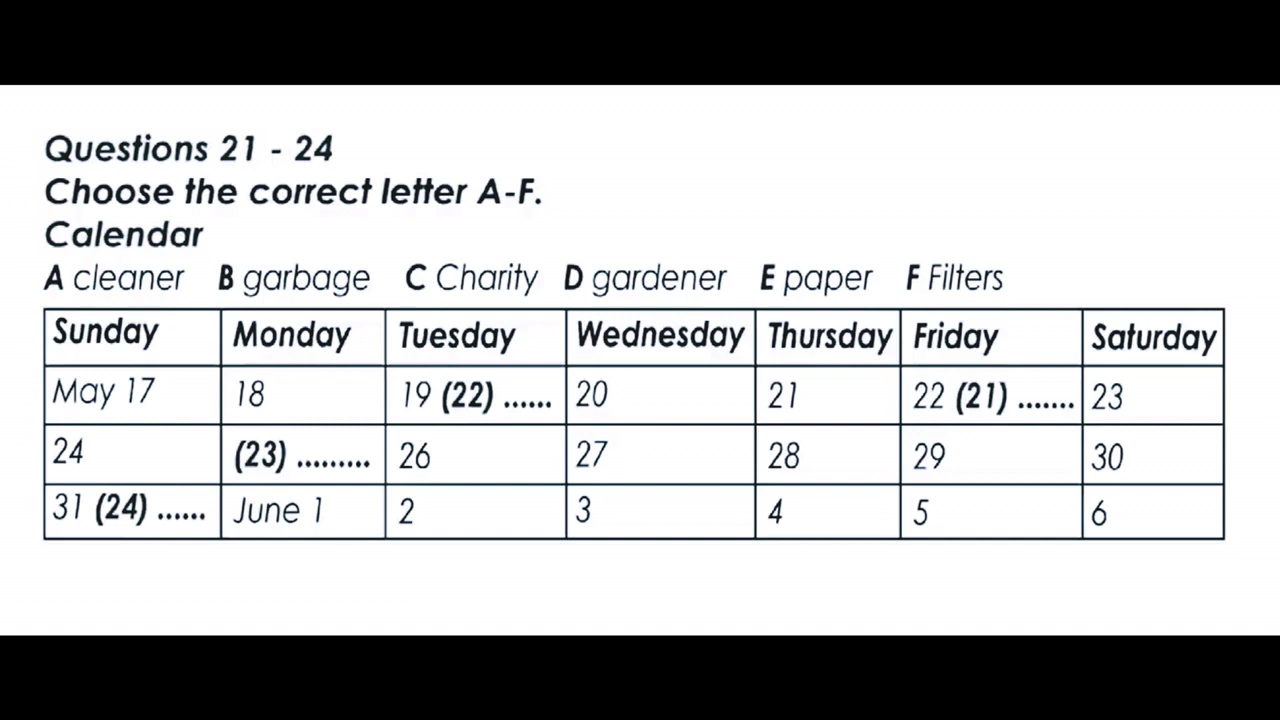 Questions 21 - 24
Choose the correct letter A-F.
Calendar
A cleaner B garbage C Charity D gardener E paper F Filters
Sunday Monday Tuesday Wednesday Thursday Friday Saturday
May 17 18 19 (22) ...... 20 21 22 (21) ....... 23
24 (23) ......... 26 27 28 29 30
31 (24) ...... June 1 2 3 4 5 6